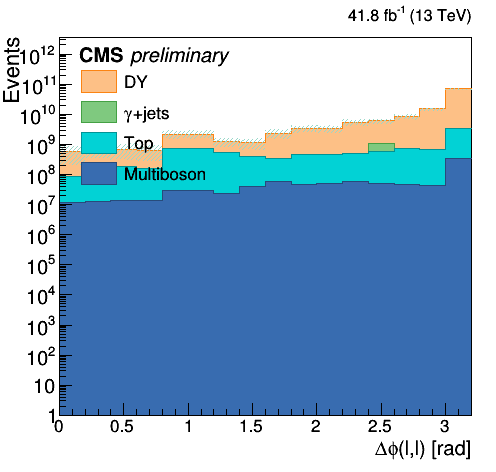 41.8 fb⁻¹ (13 TeV)
Events
CMS preliminary
DY
γ+jets
Top
Multiboson
10¹²
10¹¹
10¹⁰
10⁹
10⁸
10⁷
10⁶
10⁵
10⁴
10³
10²
10
1
0 0.5 1 1.5 2 2.5 3
Δϕ(l,l) [rad]